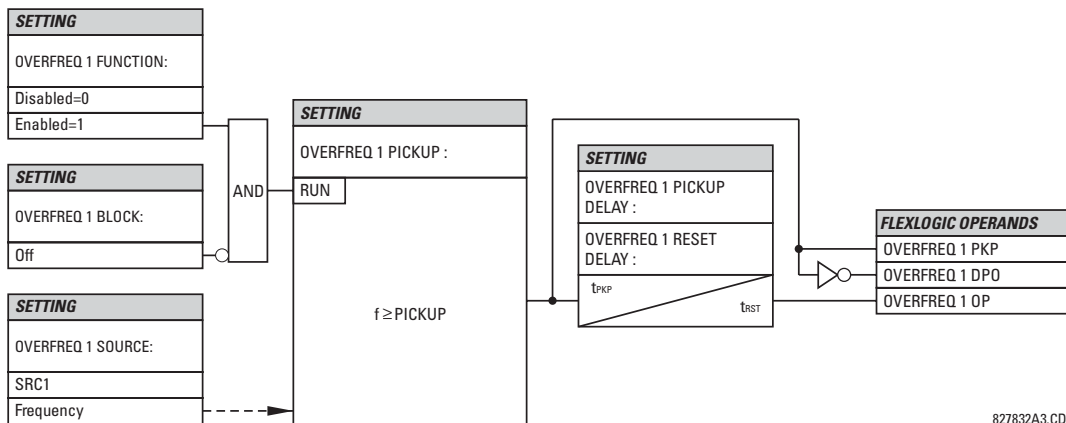 SETTING
OVERFREQ 1 FUNCTION:
Disabled=0
Enabled=1
SETTING
OVERFREQ 1 BLOCK:
Off
SETTING
OVERFREQ 1 SOURCE:
SRC1
Frequency
AND
SETTING
OVERFREQ 1 PICKUP :
RUN
f ≥ PICKUP
SETTING
OVERFREQ 1 PICKUP
DELAY :
OVERFREQ 1 RESET
DELAY :
tPKP
tRST
FLEXLOGIC OPERANDS
OVERFREQ 1 PKP
OVERFREQ 1 DPO
OVERFREQ 1 OP
827832A3.CD